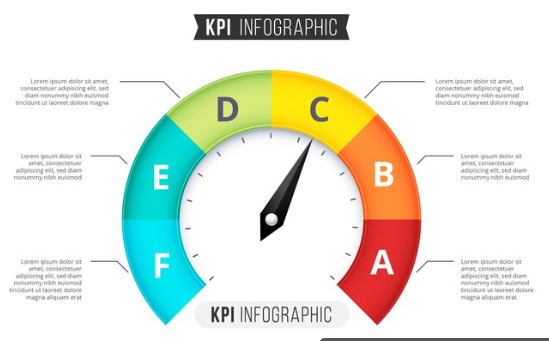 KPI INFOGRAPHIC
Lorem ipsum dolor sit amet,
consectetuer adipiscing elit, sed
diam nonummy nibh euismod
tincidunt ut laoreet dolore magna
Lorem ipsum dolor sit
amet, consectetuer
adipiscing elit, sed diam
nonummy nibh euismod
Lorem ipsum dolor sit
amet, consectetuer
adipiscing elit, sed diam
nonummy nibh euismod
tincidunt ut laoreet dolore
magna aliquam erat
D
C
E
B
F
A
Lorem ipsum dolor sit amet,
consectetuer adipiscing elit, sed
diam nonummy nibh euismod
tincidunt ut laoreet dolore magna
Lorem ipsum dolor sit
amet, consectetuer
adipiscing elit, sed diam
nonummy nibh euismod
Lorem ipsum dolor sit
amet, consectetuer
adipiscing elit, sed diam
nonummy nibh euismod
tincidunt ut laoreet dolore
magna aliquam erat
KPI INFOGRAPHIC